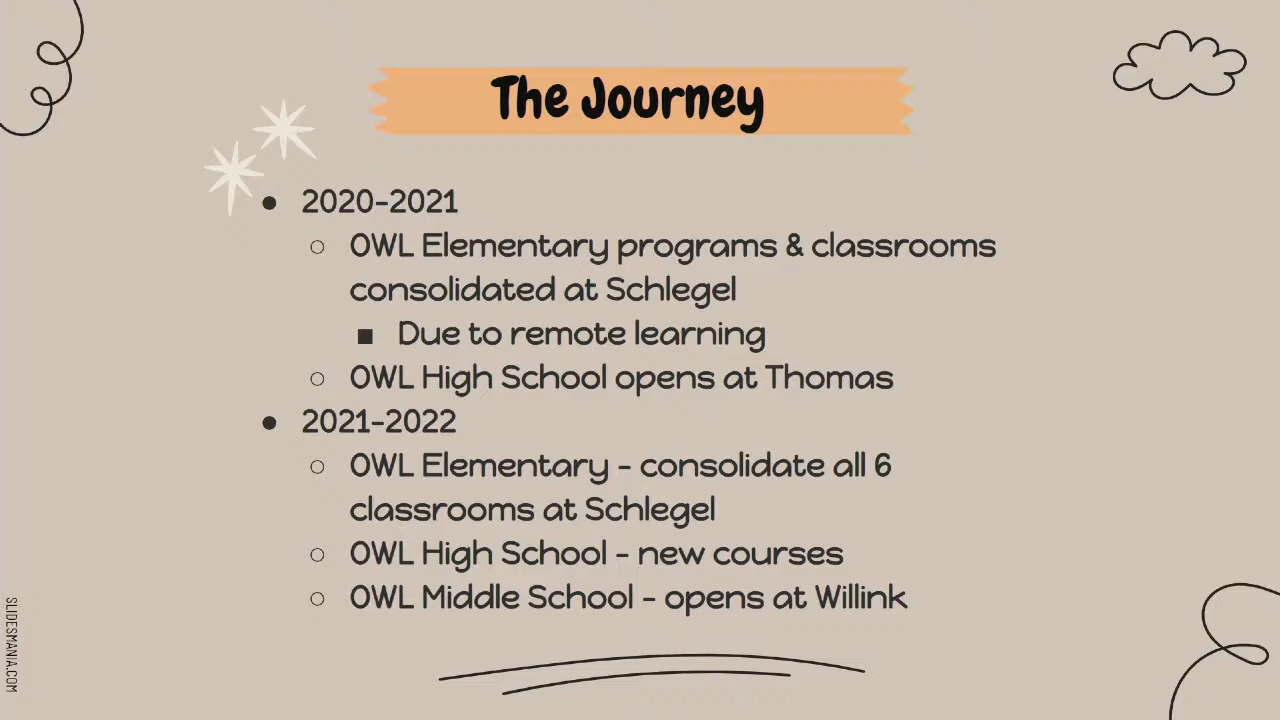 The Journey
● 2020-2021
○ OWL Elementary programs & classrooms
consolidated at Schlegel
■ Due to remote learning
○ OWL High School opens at Thomas
● 2021-2022
○ OWL Elementary - consolidate all 6
classrooms at Schlegel
○ OWL High School - new courses
○ OWL Middle School - opens at Willink
SLIDESMANIA.COM